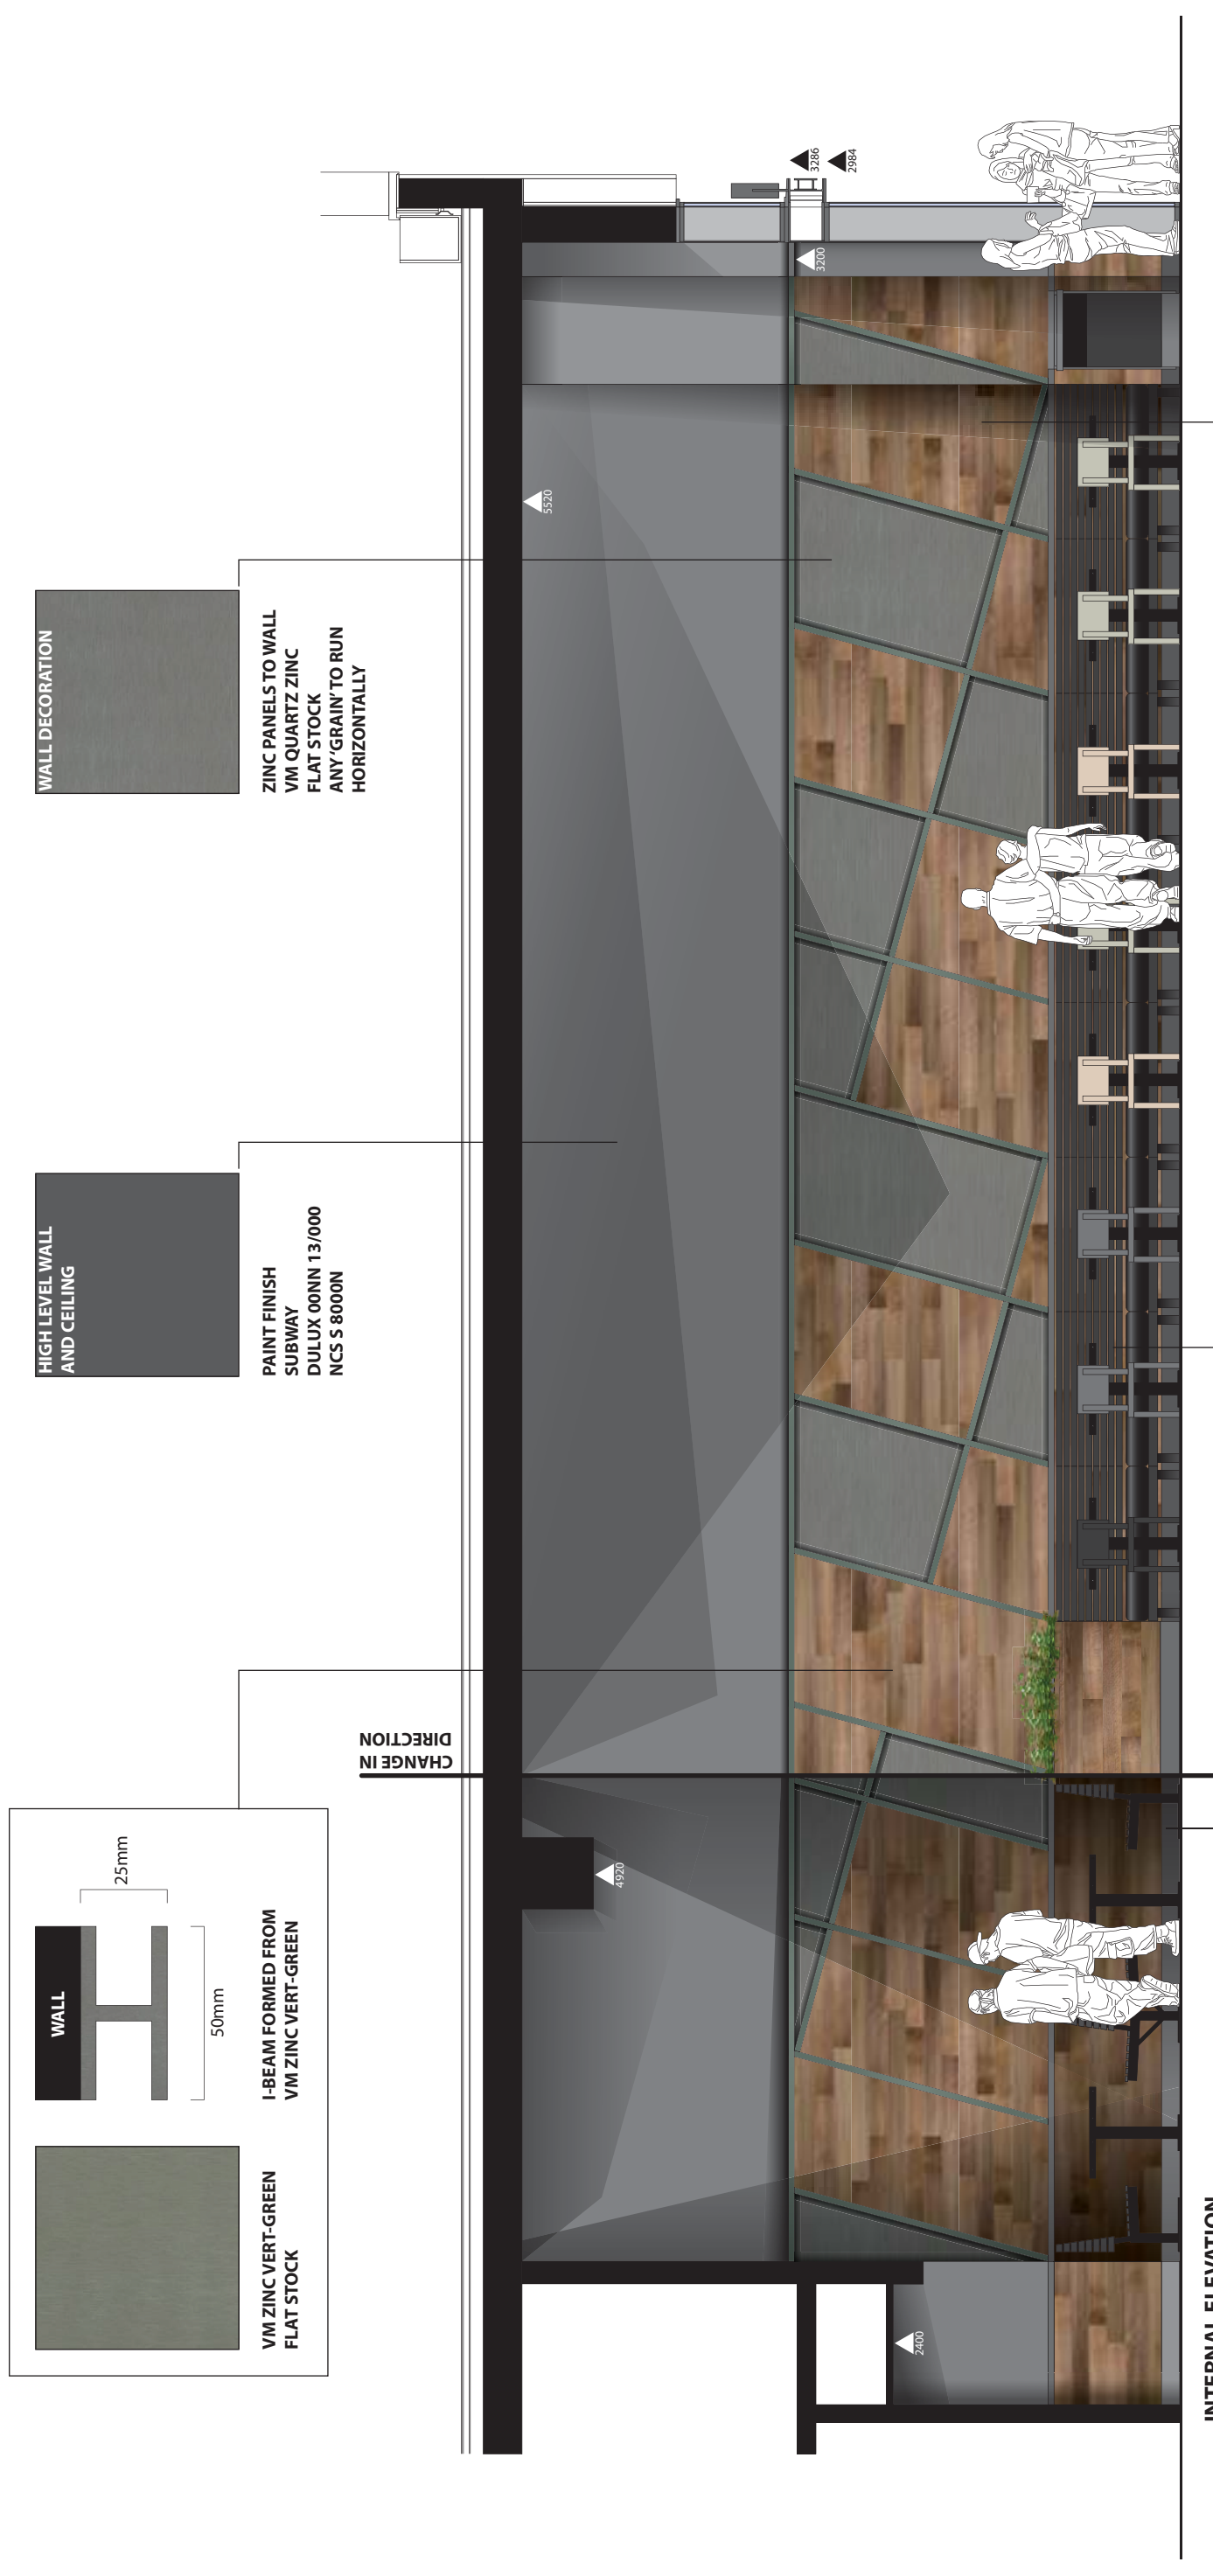 WALL
25mm
50mm
VM ZINC VERT-GREEN
FLAT STOCK
I-BEAM FORMED FROM
VM ZINC VERT-GREEN
HIGH LEVEL WALL
AND CEILING
PAINT FINISH
SUBWAY
DULUX 00NN 13/000
NCS S 8000N
WALL DECORATION
ZINC PANELS TO WALL
VM QUARTZ ZINC
FLAT STOCK
ANY 'GRAIN' TO RUN
HORIZONTALLY
CHANGE IN
DIRECTION
2400
4920
5520
3200
3286
2984
INTERNAL ELEVATION